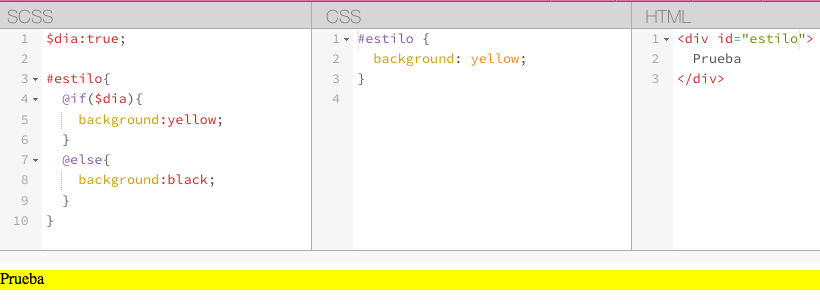 SCSS
1 $dia:true;
2
3 #estilo{
4 @if($dia){
5 background:yellow;
6 }
7 @else{
8 background:black;
9 }
10 }
CSS
1 #estilo {
2 background: yellow;
3 }
4
HTML
1 <div id="estilo">
2 Prueba
3 </div>
Prueba